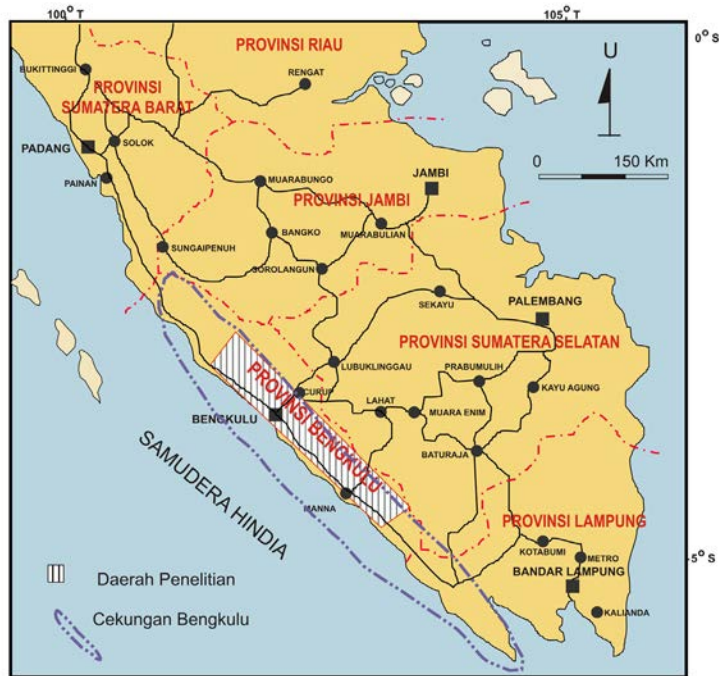 100° T
105° T
0° S
PROVINSI RIAU
U
BUKITTINGGI
RENGAT
PROVINSI
SUMATERA BARAT
PADANG
SOLOK
0 150 Km
PAINAN
MUARABUNGO
JAMBI
PROVINSI JAMBI
BANGKO
MUARABULIAN
SUNGAIPENUH
SOROLANGUN
SEKAYU
PALEMBANG
PROVINSI SUMATERA SELATAN
LUBUKLINGGAU
PRABUMULIH
PROVINSI BENGKULU
CURUP
LAHAT
KAYU AGUNG
BENGKULU
MUARA ENIM
BATURAJA
SAMUDERA HINDIA
MANNA
PROVINSI LAMPUNG
KOTABUMI
METRO
-5° S
BANDAR LAMPUNG
KALIANDA
Daerah Penelitian
Cekungan Bengkulu